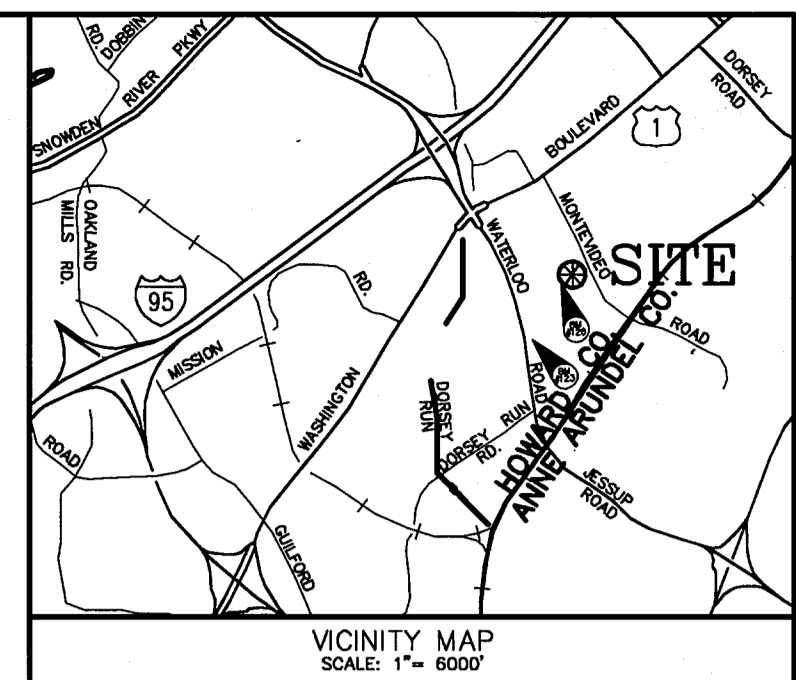 RD.
DOBBIN
SNOWDEN RIVER PKWY
DORSEY
ROAD
BOULEVARD
1
OAKLAND
MILLS RD.
95
MISSION
RD.
WATERLOO
ROAD
MONTEVIDEO
ROAD
SITE
WASHINGTON
DORSEY
RUN
DORSEY RUN
RD.
HOWARD CO.
ANNE ARUNDEL CO.
JESSUP
ROAD
ROAD
GUILFORD
VICINITY MAP
SCALE: 1"= 6000'